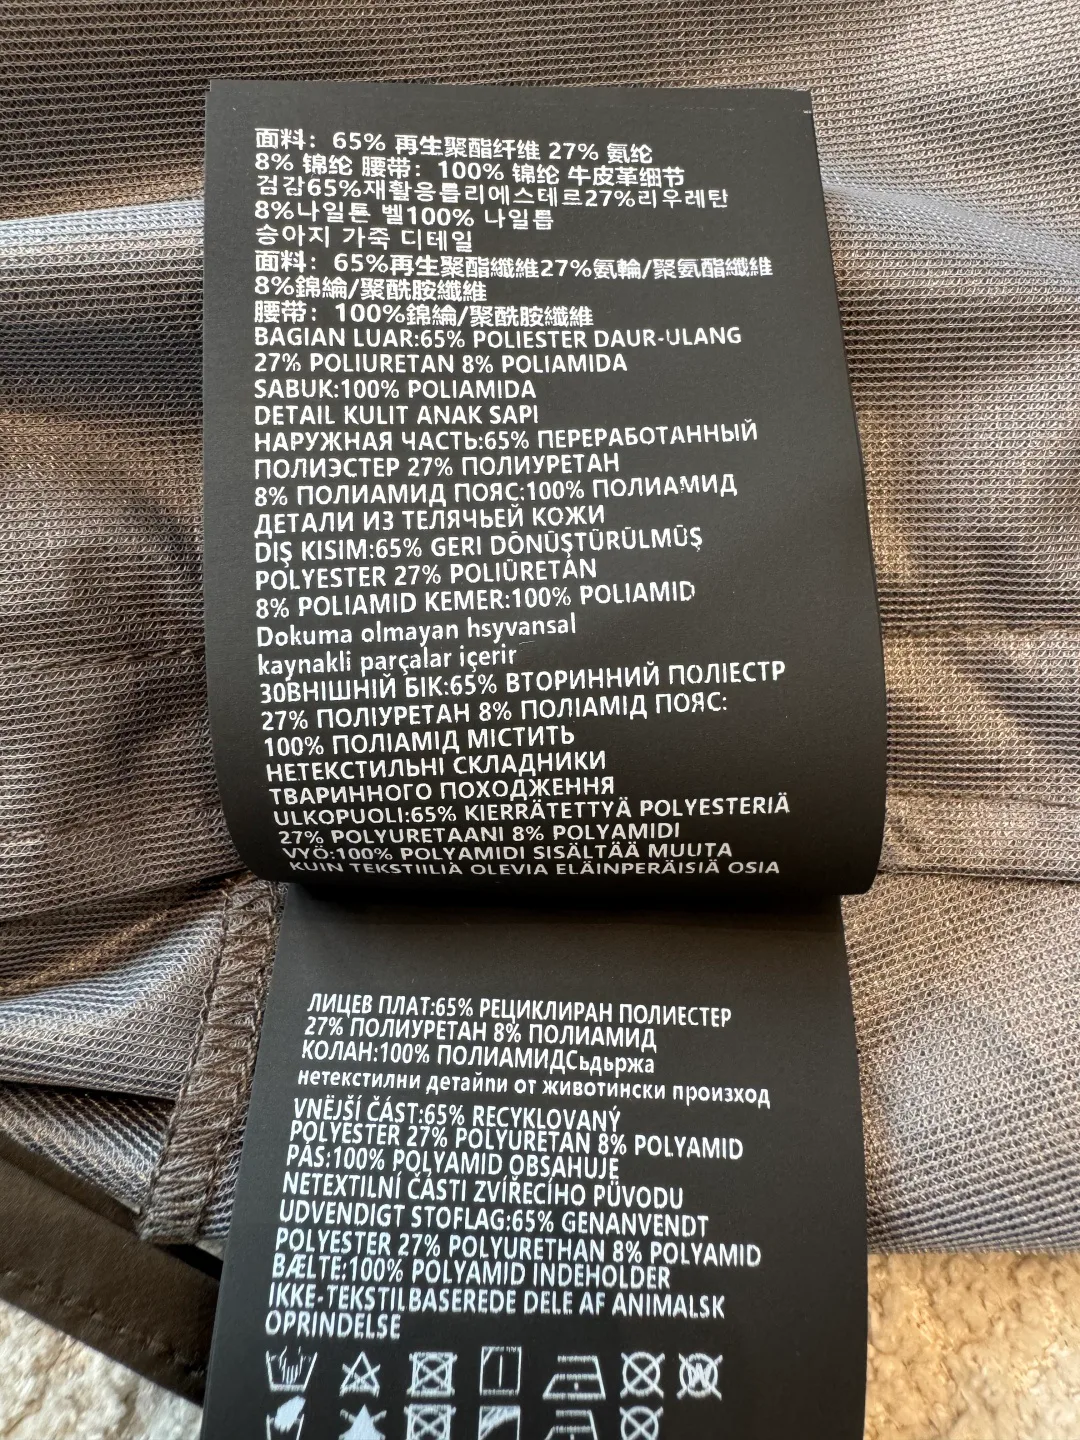 面料：65% 再生聚酯纤维 27% 氨纶
8% 锦纶 腰带：100% 锦纶 牛皮革细节
검감65%재활용틀리에스테르27%리우레탄
8%나일톤 벨100% 나일틉
승아지 가죽 디테일
面料：65%再生聚酯纖維27%氨輪/聚氨酯纖維
8%錦綸/聚酰胺纖維
腰带：100%錦綸/聚酰胺纖維
BAGIAN LUAR:65% POLIESTER DAUR-ULANG
27% POLIURETAN 8% POLIAMIDA
SABUK:100% POLIAMIDA
DETAIL KULIT ANAK SAPI
НАРУЖНАЯ ЧАСТЬ:65% ПЕРЕРАБОТАННЫЙ
ПОЛИЭСТЕР 27% ПОЛИУРЕТАН
8% ПОЛИАМИД ПОЯС:100% ПОЛИАМИД
ДЕТАЛИ ИЗ ТЕЛЯЧЬЕЙ КОЖИ
DIŞ KISIM:65% GERI DÖNÜŞTÜRÜLMÜŞ
POLYESTER 27% POLIÜRETAN
8% POLIAMID KEMER:100% POLIAMID
Dokuma olmayan hsyvansal
kaynakli parçalar içerir
ЗОВНІШНІЙ БІК:65% ВТОРИННИЙ ПОЛІЕСТР
27% ПОЛІУРЕТАН 8% ПОЛІАМІД ПОЯС:
100% ПОЛІАМІД МІСТИТЬ
НЕТЕКСТИЛЬНІ СКЛАДНИКИ
ТВАРИННОГО ПОХОДЖЕННЯ
ULKOPUOLI:65% KIERRÄTETTYÄ POLYESTERIÄ
27% POLYURETAANI 8% POLYAMIDI
VYÖ:100% POLYAMIDI SISÄLTÄÄ MUUTA
KUIN TEKSTIILIÄ OLEVIA ELÄINPERÄISIÄ OSIA
ЛИЦЕВ ПЛАТ:65% РЕЦИКЛИРАН ПОЛИЕСТЕР
27% ПОЛИУРЕТАН 8% ПОЛИАМИД
КОЛАН:100% ПОЛИАМИДСьдьржа
нетекстилни детайпи от животински произход
VNĚJŠÍ ČÁST:65% RECYKLOVANÝ
POLYESTER 27% POLYURETAN 8% POLYAMID
PÁS:100% POLYAMID OBSAHUJE
NETEXTILNÍ ČÁSTI ZVÍŘECÍHO PŮVODU
UDVENDIGT STOFLAG:65% GENANVENDT
POLYESTER 27% POLYURETHAN 8% POLYAMID
BÆLTE:100% POLYAMID INDEHOLDER
IKKE-TEKSTILBASEREDE DELE AF ANIMALSK
OPRINDELSE